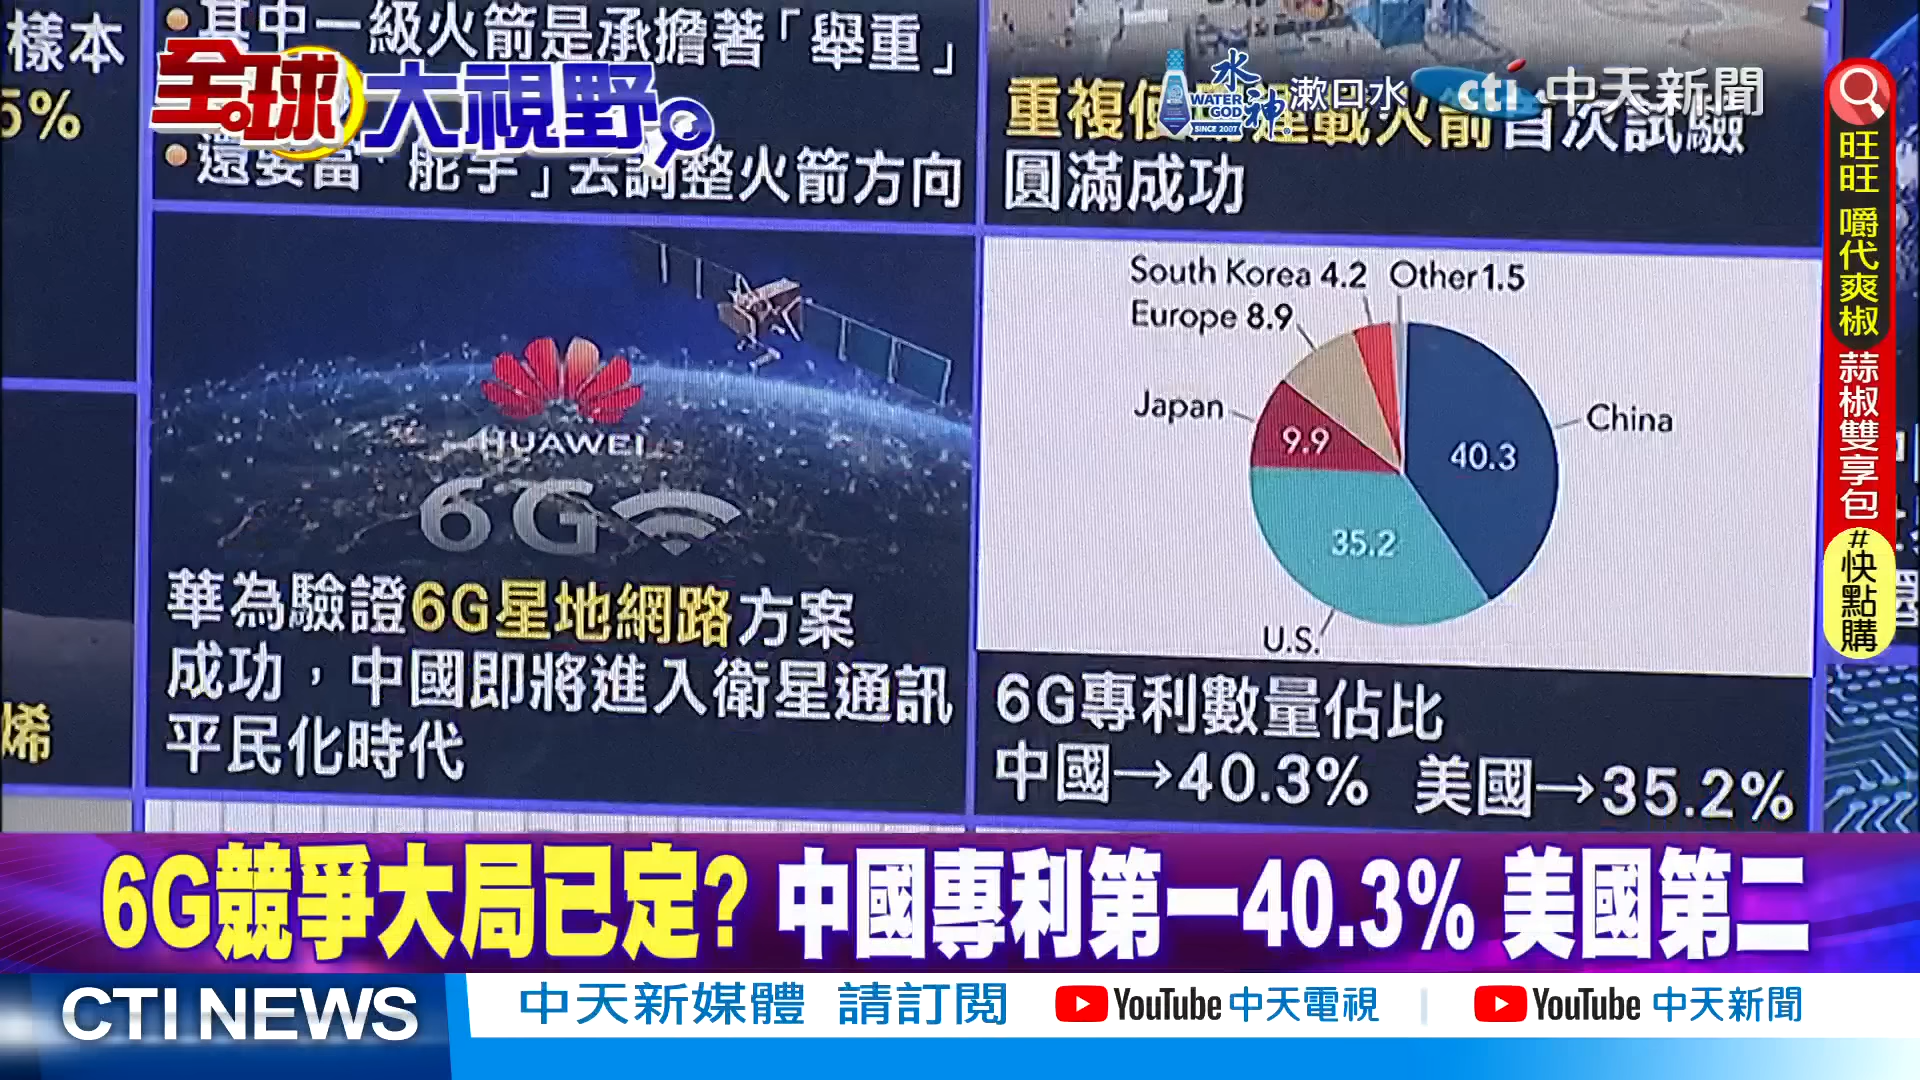 樣本
5%
其中一級火箭是承擔著「舉重」
全球大視野
還要當「舵手」去調整火箭方向
水神
WATER GOD
SINCE 2007
漱口水
cti 中天新聞
重複使
載火箭首次試驗
圓滿成功
旺旺 嚼代爽椒
蒜椒雙享包
#快點購
South Korea 4.2
Other 1.5
Europe 8.9
Japan
9.9
40.3
China
35.2
U.S.
HUAWEI
6G
華為驗證6G星地網路方案
成功，中國即將進入衛星通訊
平民化時代
烯
6G專利數量佔比
中國→40.3% 美國→35.2%
6G競爭大局已定? 中國專利第一40.3% 美國第二
CTI NEWS
中天新媒體 請訂閱
YouTube 中天電視
YouTube 中天新聞